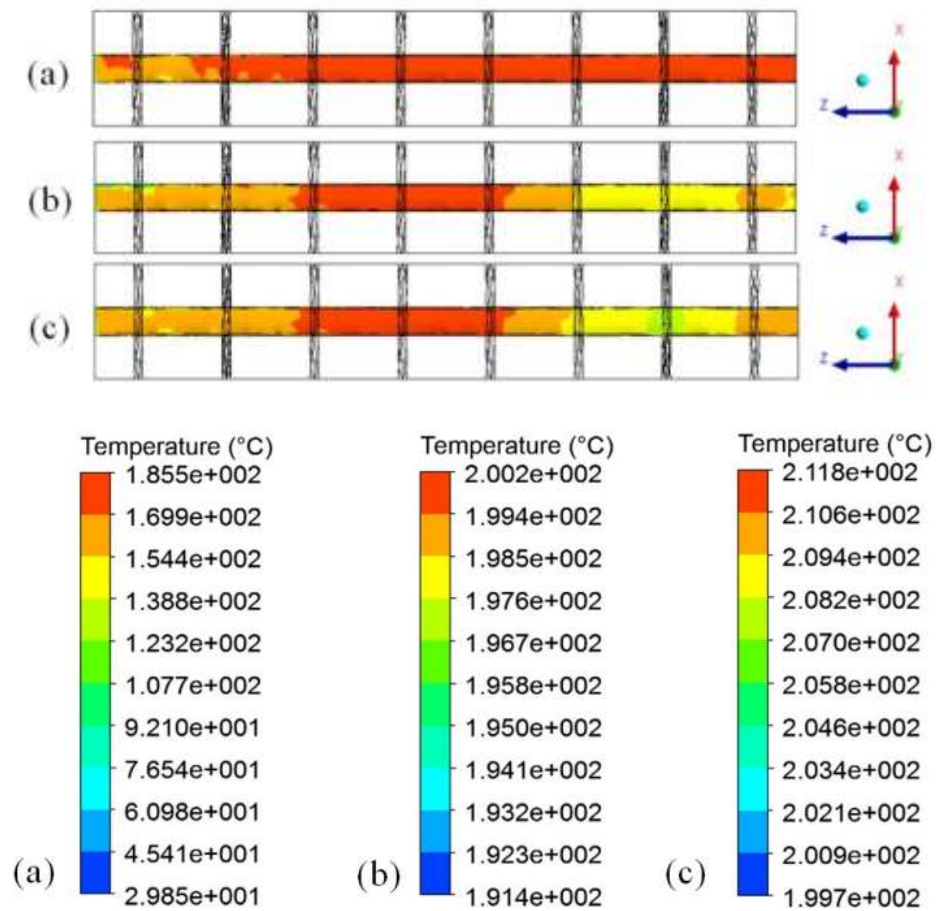 (a)
X
Z
Y
(b)
X
Z
Y
(c)
X
Z
Y
Temperature (°C)
1.855e+002
1.699e+002
1.544e+002
1.388e+002
1.232e+002
1.077e+002
9.210e+001
7.654e+001
6.098e+001
4.541e+001
2.985e+001
(a)
Temperature (°C)
2.002e+002
1.994e+002
1.985e+002
1.976e+002
1.967e+002
1.958e+002
1.950e+002
1.941e+002
1.932e+002
1.923e+002
1.914e+002
(b)
Temperature (°C)
2.118e+002
2.106e+002
2.094e+002
2.082e+002
2.070e+002
2.058e+002
2.046e+002
2.034e+002
2.021e+002
2.009e+002
1.997e+002
(c)